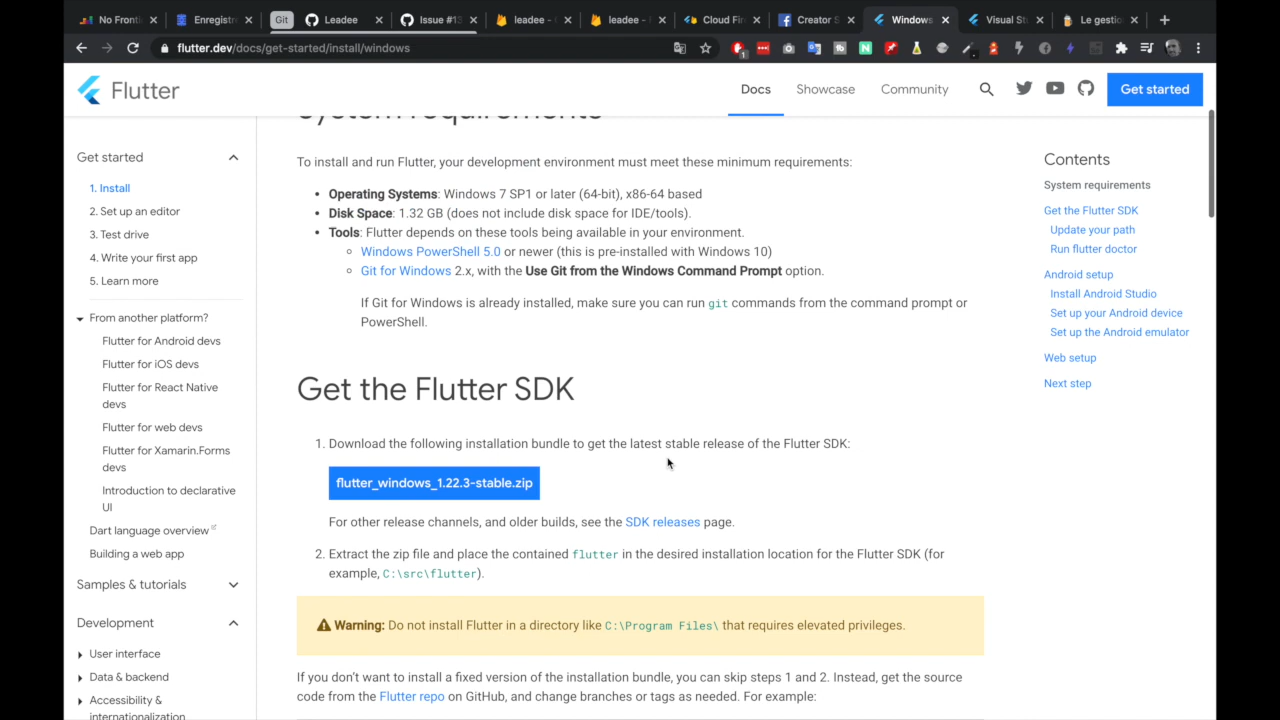 No Fronti
Enregistr
Git
Leadee
Issue #13
leadee -
leadee -
Cloud Fir
Creator S
Windows
Visual Stu
Le gestio
flutter.dev/docs/get-started/install/windows
Flutter
Docs
Showcase
Community
Get started
System requirements
Get started
1. Install
2. Set up an editor
3. Test drive
4. Write your first app
5. Learn more
From another platform?
Flutter for Android devs
Flutter for iOS devs
Flutter for React Native
devs
Flutter for web devs
Flutter for Xamarin.Forms
devs
Introduction to declarative
UI
Dart language overview
Building a web app
Samples & tutorials
Development
User interface
Data & backend
Accessibility &
internationalization
To install and run Flutter, your development environment must meet these minimum requirements:
• Operating Systems: Windows 7 SP1 or later (64-bit), x86-64 based
• Disk Space: 1.32 GB (does not include disk space for IDE/tools).
• Tools: Flutter depends on these tools being available in your environment.
◦ Windows PowerShell 5.0 or newer (this is pre-installed with Windows 10)
◦ Git for Windows 2.x, with the Use Git from the Windows Command Prompt option.
If Git for Windows is already installed, make sure you can run git commands from the command prompt or
PowerShell.
Get the Flutter SDK
1. Download the following installation bundle to get the latest stable release of the Flutter SDK:
flutter_windows_1.22.3-stable.zip
For other release channels, and older builds, see the SDK releases page.
2. Extract the zip file and place the contained flutter in the desired installation location for the Flutter SDK (for
example, C:\src\flutter).
Warning: Do not install Flutter in a directory like C:\Program Files\ that requires elevated privileges.
If you don't want to install a fixed version of the installation bundle, you can skip steps 1 and 2. Instead, get the source
code from the Flutter repo on GitHub, and change branches or tags as needed. For example:
Contents
System requirements
Get the Flutter SDK
Update your path
Run flutter doctor
Android setup
Install Android Studio
Set up your Android device
Set up the Android emulator
Web setup
Next step